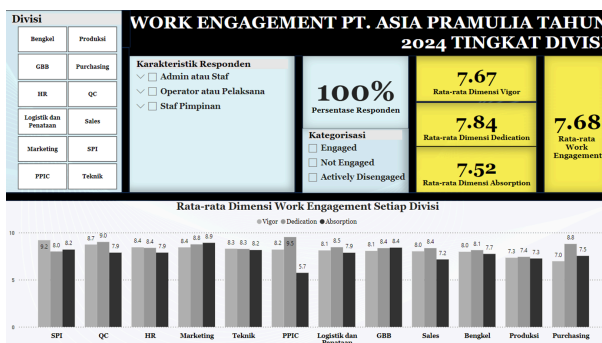 Divisi
Bengkel
Produksi
GBB
Purchasing
HR
QC
Logistik dan
Penataan
Sales
Marketing
SPI
PPIC
Teknik
WORK ENGAGEMENT PT. ASIA PRAMULIA TAHUN
2024 TINGKAT DIVISI
Karakteristik Responden
Admin atau Staf
Operator atau Pelaksana
Staf Pimpinan
100%
Persentase Responden
Kategorisasi
Engaged
Not Engaged
Actively Disengaged
7.67
Rata-rata Dimensi Vigor
7.84
Rata-rata Dimensi Dedication
7.52
Rata-rata Dimensi Absorption
7.68
Rata-rata
Work
Engagement
Rata-rata Dimensi Work Engagement Setiap Divisi
Vigor Dedication Absorption
10
5
0
9.2 8.0 8.2
8.7 9.0 7.9
8.4 8.4 7.9
8.4 8.8 8.9
8.3 8.3 8.2
8.2 9.5 5.7
8.1 8.5 7.9
8.1 8.4 8.4
8.0 8.4 7.2
8.0 8.1 7.7
7.3 7.4 7.3
7.0 8.8 7.5
SPI
QC
HR
Marketing
Teknik
PPIC
Logistik dan
Penataan
GBB
Sales
Bengkel
Produksi
Purchasing